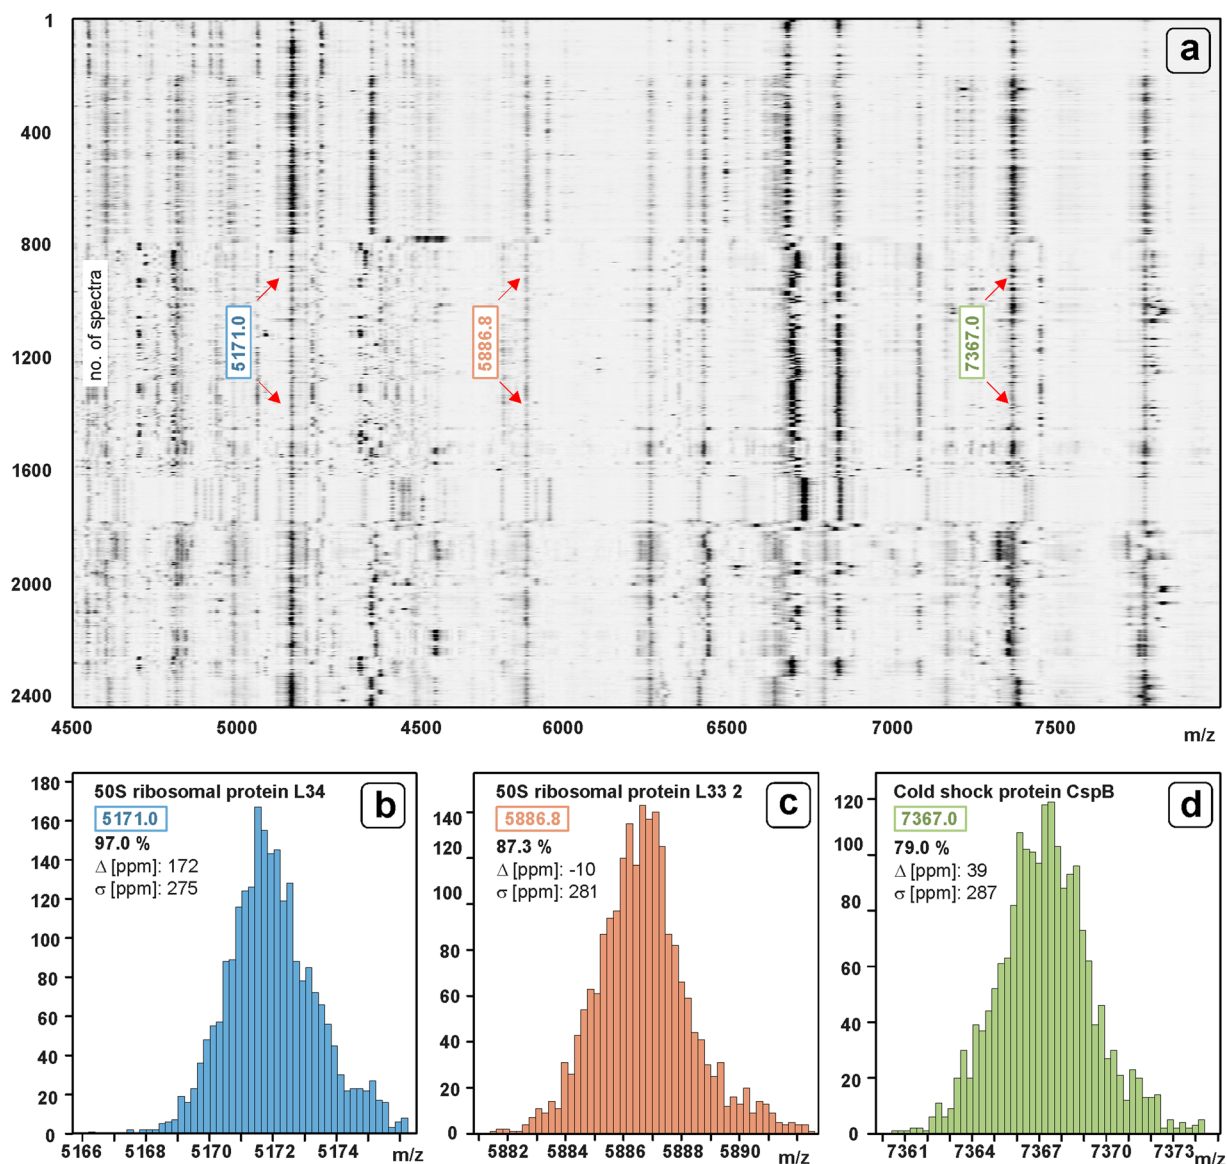 a
1
400
800
1200
1600
2000
2400
no. of spectra
5171.0
5886.8
7367.0
4500 5000 4500 6000 6500 7000 7500 m/z
b
50S ribosomal protein L34
5171.0
97.0 %
Δ [ppm]: 172
σ [ppm]: 275
180
160
140
120
100
80
60
40
20
0
5166 5168 5170 5172 5174 m/z
c
50S ribosomal protein L33 2
5886.8
87.3 %
Δ [ppm]: -10
σ [ppm]: 281
140
120
100
80
60
40
20
0
5882 5884 5886 5888 5890 m/z
d
Cold shock protein CspB
7367.0
79.0 %
Δ [ppm]: 39
σ [ppm]: 287
120
100
80
60
40
20
0
7361 7364 7367 7370 7373 m/z